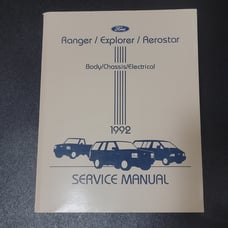 Ford
Ranger / Explorer / Aerostar
Body/Chassis/Electrical
1992
SERVICE MANUAL